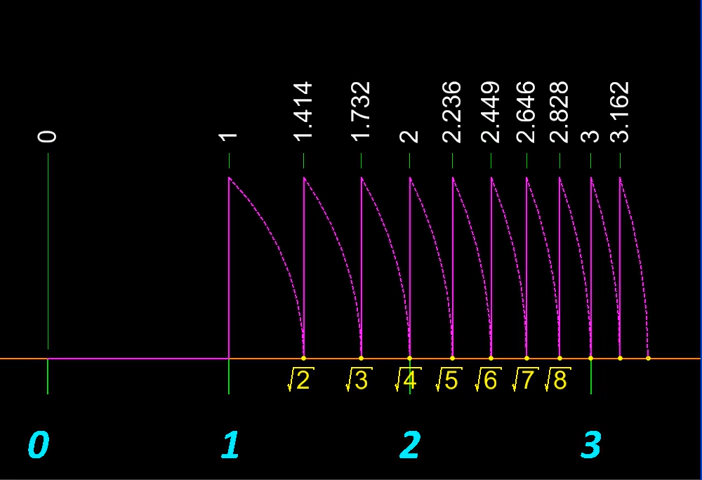 0 1 1.414 1.732 2 2.236 2.449 2.646 2.828 3 3.162
√2 √3 √4 √5 √6 √7 √8
0 1 2 3